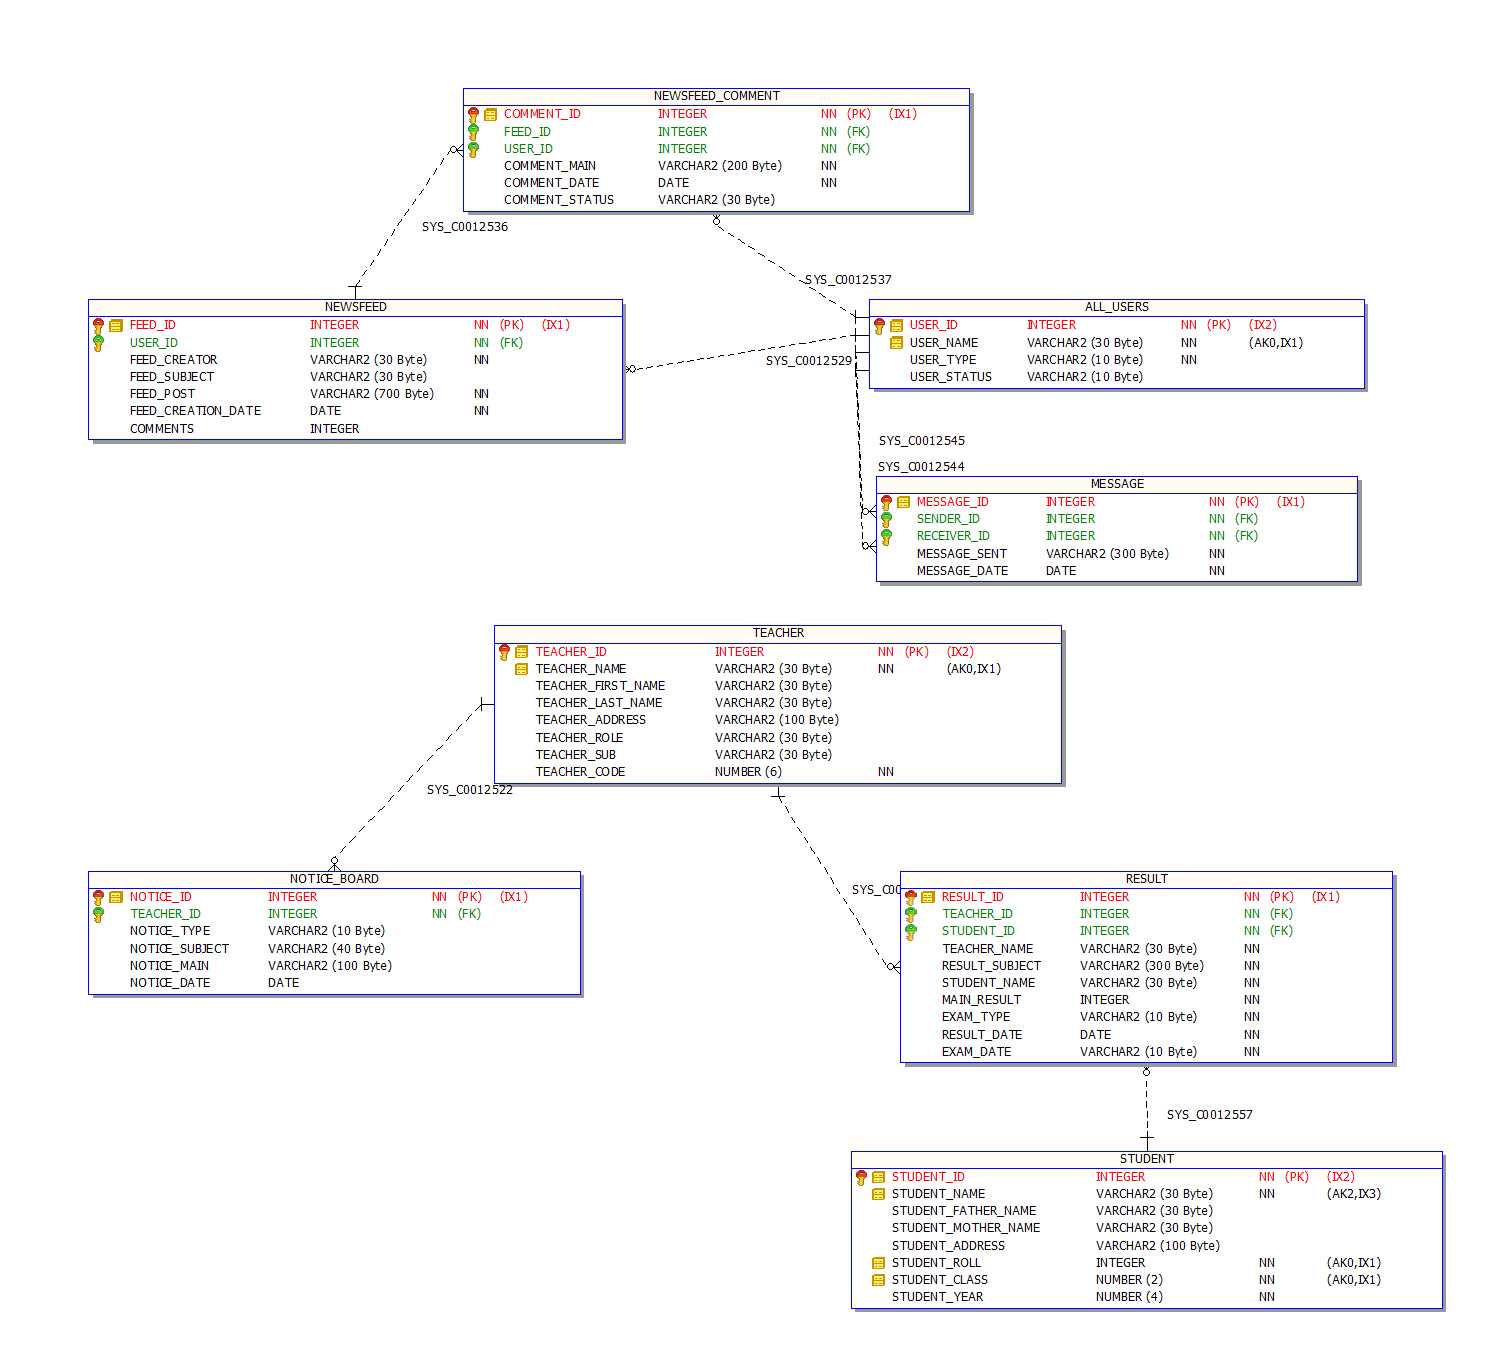 NEWSFEED_COMMENT
COMMENT_ID INTEGER NN (PK) (IX1)
FEED_ID INTEGER NN (FK)
USER_ID INTEGER NN (FK)
COMMENT_MAIN VARCHAR2 (200 Byte) NN
COMMENT_DATE DATE NN
COMMENT_STATUS VARCHAR2 (30 Byte)
SYS_C0012536
SYS_C0012537
NEWSFEED
FEED_ID INTEGER NN (PK) (IX1)
USER_ID INTEGER NN (FK)
FEED_CREATOR VARCHAR2 (30 Byte) NN
FEED_SUBJECT VARCHAR2 (30 Byte)
FEED_POST VARCHAR2 (700 Byte) NN
FEED_CREATION_DATE DATE NN
COMMENTS INTEGER
SYS_C0012529
ALL_USERS
USER_ID INTEGER NN (PK) (IX2)
USER_NAME VARCHAR2 (30 Byte) NN (AK0,IX1)
USER_TYPE VARCHAR2 (10 Byte) NN
USER_STATUS VARCHAR2 (10 Byte)
SYS_C0012545
SYS_C0012544
MESSAGE
MESSAGE_ID INTEGER NN (PK) (IX1)
SENDER_ID INTEGER NN (FK)
RECEIVER_ID INTEGER NN (FK)
MESSAGE_SENT VARCHAR2 (300 Byte) NN
MESSAGE_DATE DATE NN
TEACHER
TEACHER_ID INTEGER NN (PK) (IX2)
TEACHER_NAME VARCHAR2 (30 Byte) NN (AK0,IX1)
TEACHER_FIRST_NAME VARCHAR2 (30 Byte)
TEACHER_LAST_NAME VARCHAR2 (30 Byte)
TEACHER_ADDRESS VARCHAR2 (100 Byte)
TEACHER_ROLE VARCHAR2 (30 Byte)
TEACHER_SUB VARCHAR2 (30 Byte)
TEACHER_CODE NUMBER (6) NN
SYS_C0012522
NOTICE_BOARD
NOTICE_ID INTEGER NN (PK) (IX1)
TEACHER_ID INTEGER NN (FK)
NOTICE_TYPE VARCHAR2 (10 Byte)
NOTICE_SUBJECT VARCHAR2 (40 Byte)
NOTICE_MAIN VARCHAR2 (100 Byte)
NOTICE_DATE DATE
SYS_C00
RESULT
RESULT_ID INTEGER NN (PK) (IX1)
TEACHER_ID INTEGER NN (FK)
STUDENT_ID INTEGER NN (FK)
TEACHER_NAME VARCHAR2 (30 Byte) NN
RESULT_SUBJECT VARCHAR2 (300 Byte) NN
STUDENT_NAME VARCHAR2 (30 Byte) NN
MAIN_RESULT INTEGER NN
EXAM_TYPE VARCHAR2 (10 Byte) NN
RESULT_DATE DATE NN
EXAM_DATE VARCHAR2 (10 Byte) NN
SYS_C0012557
STUDENT
STUDENT_ID INTEGER NN (PK) (IX2)
STUDENT_NAME VARCHAR2 (30 Byte) NN (AK2,IX3)
STUDENT_FATHER_NAME VARCHAR2 (30 Byte)
STUDENT_MOTHER_NAME VARCHAR2 (30 Byte)
STUDENT_ADDRESS VARCHAR2 (100 Byte)
STUDENT_ROLL INTEGER NN (AK0,IX1)
STUDENT_CLASS NUMBER (2) NN (AK0,IX1)
STUDENT_YEAR NUMBER (4) NN